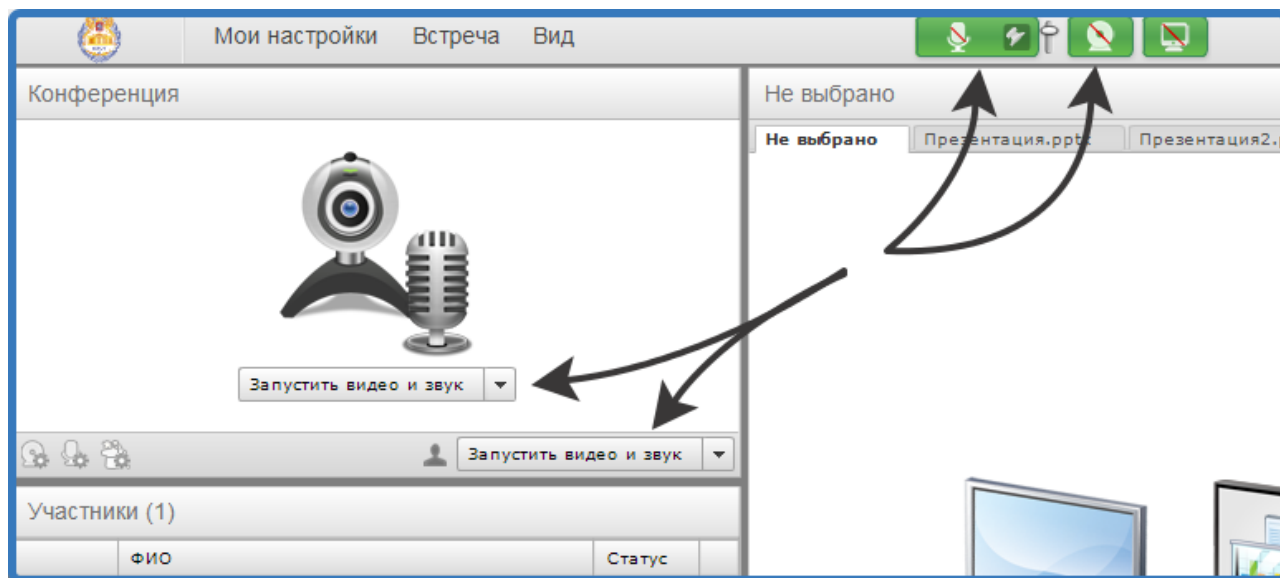 Мои настройки Встреча Вид
Конференция
Не выбрано
Не выбрано Презентация.pptx Презентация2.
Запустить видео и звук
Запустить видео и звук
Участники (1)
ФИО Статус